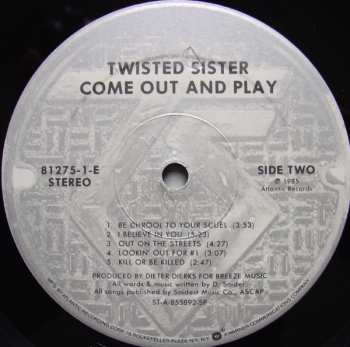 TWISTED SISTER
COME OUT AND PLAY
81275-1-E
STEREO
SIDE TWO
℗ 1985
Atlantic Records
1. BE CHROOL TO YOUR SCUEL (3:53)
2. I BELIEVE IN YOU (5:23)
3. OUT ON THE STREETS (4:27)
4. LOOKIN' OUT FOR #1 (3:07)
5. KILL OR BE KILLED (2:47)
PRODUCED BY DIETER DIERKS FOR BREEZE MUSIC
All words & music written by D. Snider
All songs published by Snidest Music Co., ASCAP
ST-A-855892-SP